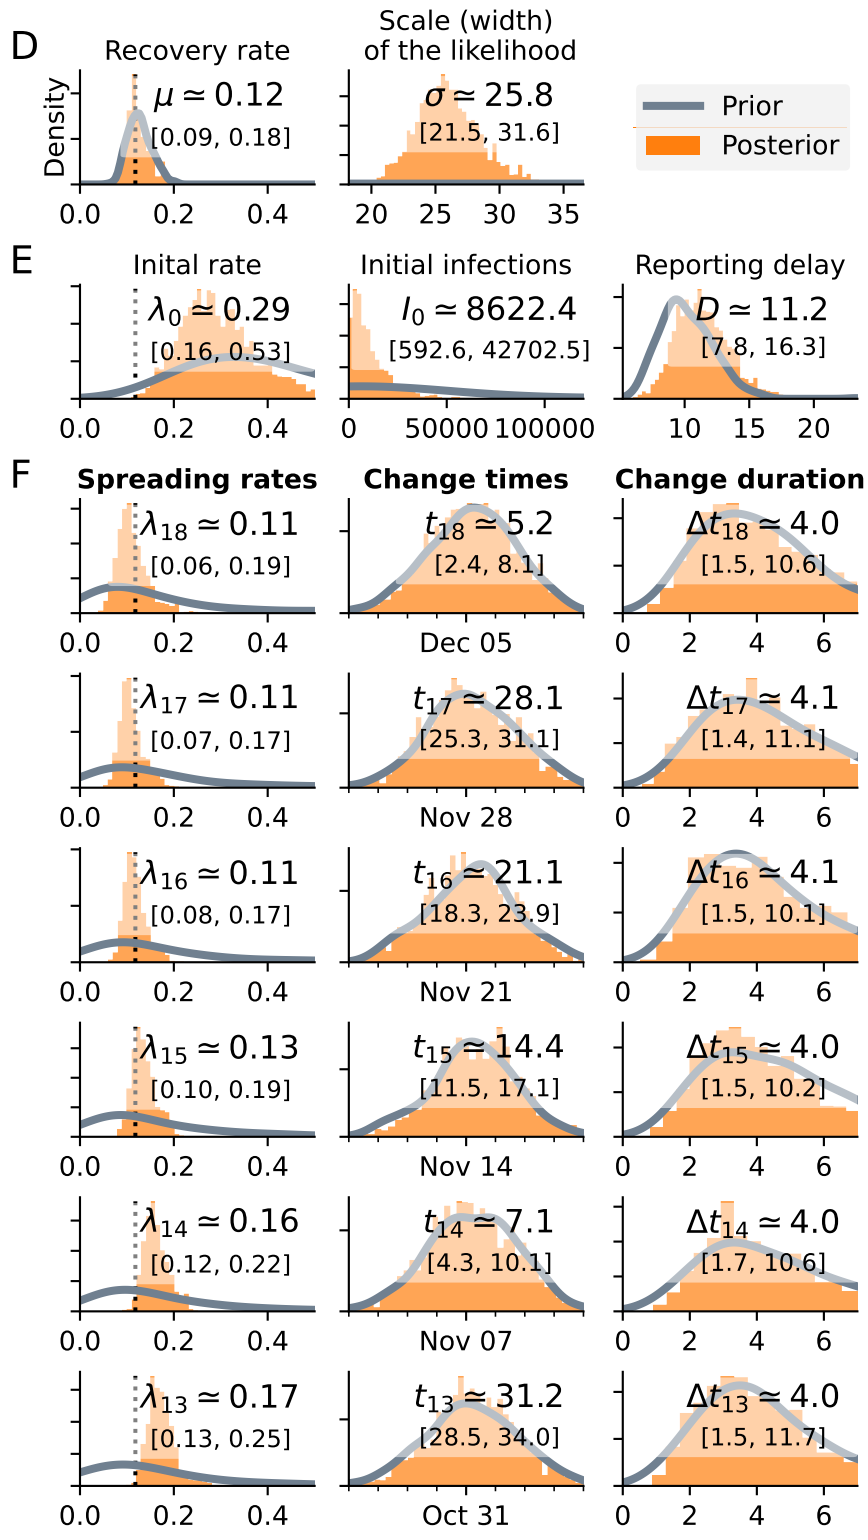 D
Recovery rate
Scale (width)
of the likelihood
Density
μ ≃ 0.12
[0.09, 0.18]
σ ≃ 25.8
[21.5, 31.6]
Prior
Posterior
0.0 0.2 0.4
20 25 30 35
E
Inital rate
Initial infections
Reporting delay
λ0 ≃ 0.29
[0.16, 0.53]
I0 ≃ 8622.4
[592.6, 42702.5]
D ≃ 11.2
[7.8, 16.3]
0.0 0.2 0.4
0 50000 100000
10 15 20
F
Spreading rates
Change times
Change duration
λ18 ≃ 0.11
[0.06, 0.19]
t18 ≃ 5.2
[2.4, 8.1]
Δt18 ≃ 4.0
[1.5, 10.6]
0.0 0.2 0.4
Dec 05
0 2 4 6
λ17 ≃ 0.11
[0.07, 0.17]
t17 ≃ 28.1
[25.3, 31.1]
Δt17 ≃ 4.1
[1.4, 11.1]
0.0 0.2 0.4
Nov 28
0 2 4 6
λ16 ≃ 0.11
[0.08, 0.17]
t16 ≃ 21.1
[18.3, 23.9]
Δt16 ≃ 4.1
[1.5, 10.1]
0.0 0.2 0.4
Nov 21
0 2 4 6
λ15 ≃ 0.13
[0.10, 0.19]
t15 ≃ 14.4
[11.5, 17.1]
Δt15 ≃ 4.0
[1.5, 10.2]
0.0 0.2 0.4
Nov 14
0 2 4 6
λ14 ≃ 0.16
[0.12, 0.22]
t14 ≃ 7.1
[4.3, 10.1]
Δt14 ≃ 4.0
[1.7, 10.6]
0.0 0.2 0.4
Nov 07
0 2 4 6
λ13 ≃ 0.17
[0.13, 0.25]
t13 ≃ 31.2
[28.5, 34.0]
Δt13 ≃ 4.0
[1.5, 11.7]
0.0 0.2 0.4
Oct 31
0 2 4 6